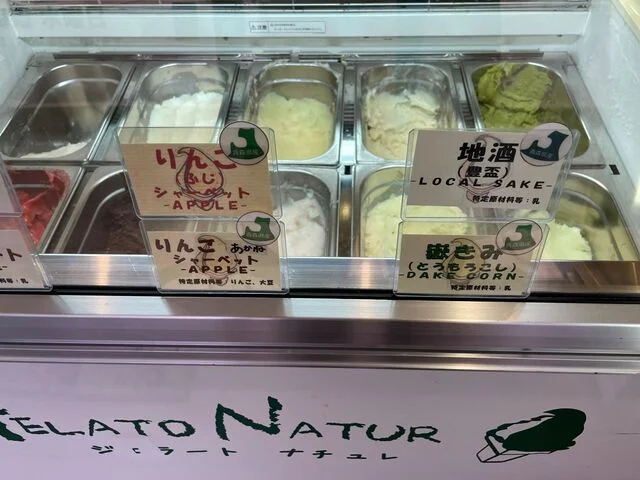 りんご
ふじ
シャーベット
-APPLE-
地酒
(豊盃)
-LOCAL SAKE-
特定原材料等:乳
りんご あかね
シャーベット
-APPLE-
特定原材料等:りんご、大豆
嶽きみ
(とうもろこし)
-DAKE CORN-
特定原材料等:乳
ト
:乳
GELATO NATUR
ジェラート ナチュレ